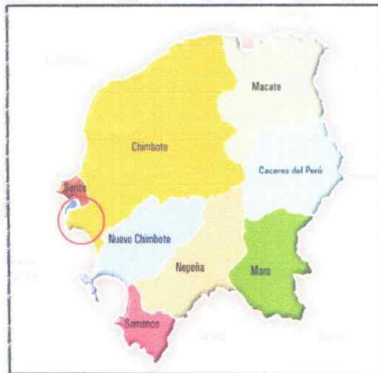 Macate
Chimbote
Caceres del Perú
Santa
Nuevo Chimbote
Nepeña
Moro
Samanco